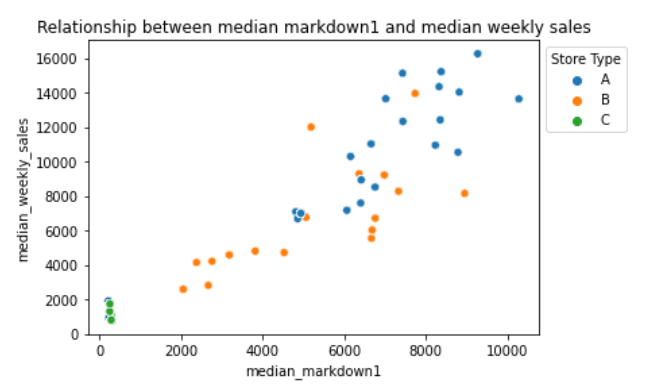 Relationship between median markdown1 and median weekly sales
Store Type
A
B
C
median_weekly_sales
16000
14000
12000
10000
8000
6000
4000
2000
0
0 2000 4000 6000 8000 10000
median_markdown1